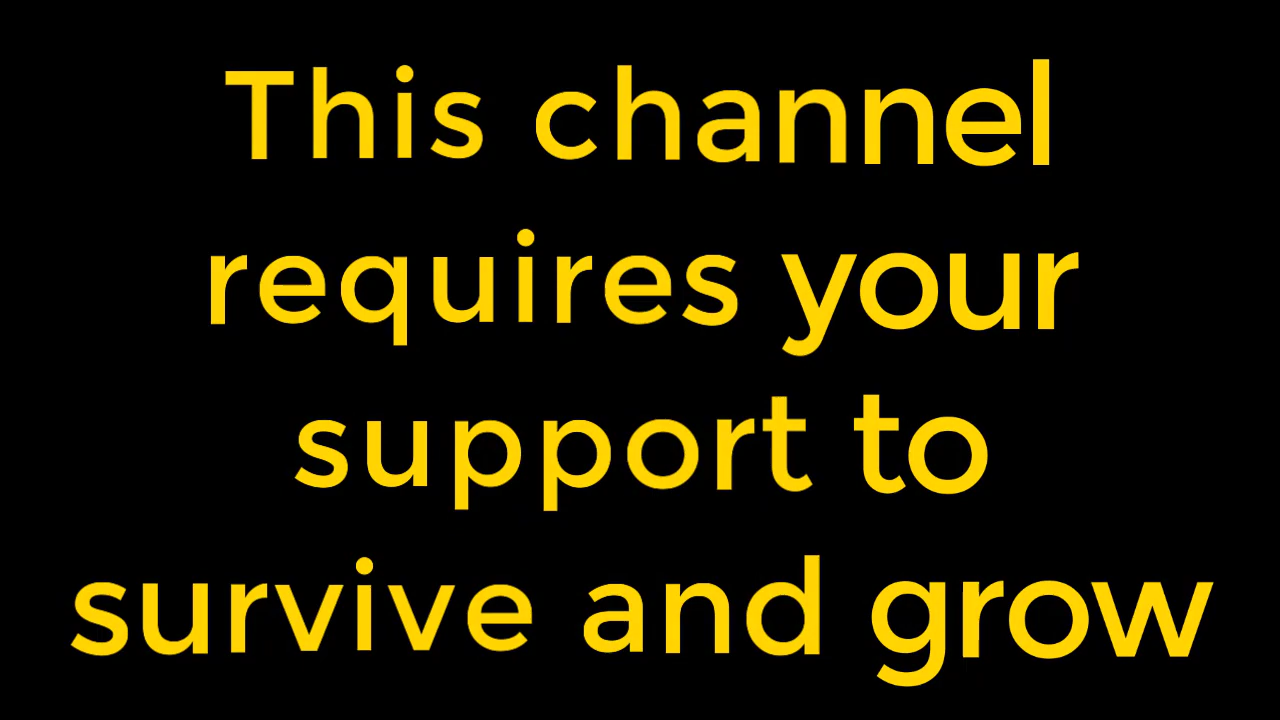 This channel
requires your
support to
survive and grow